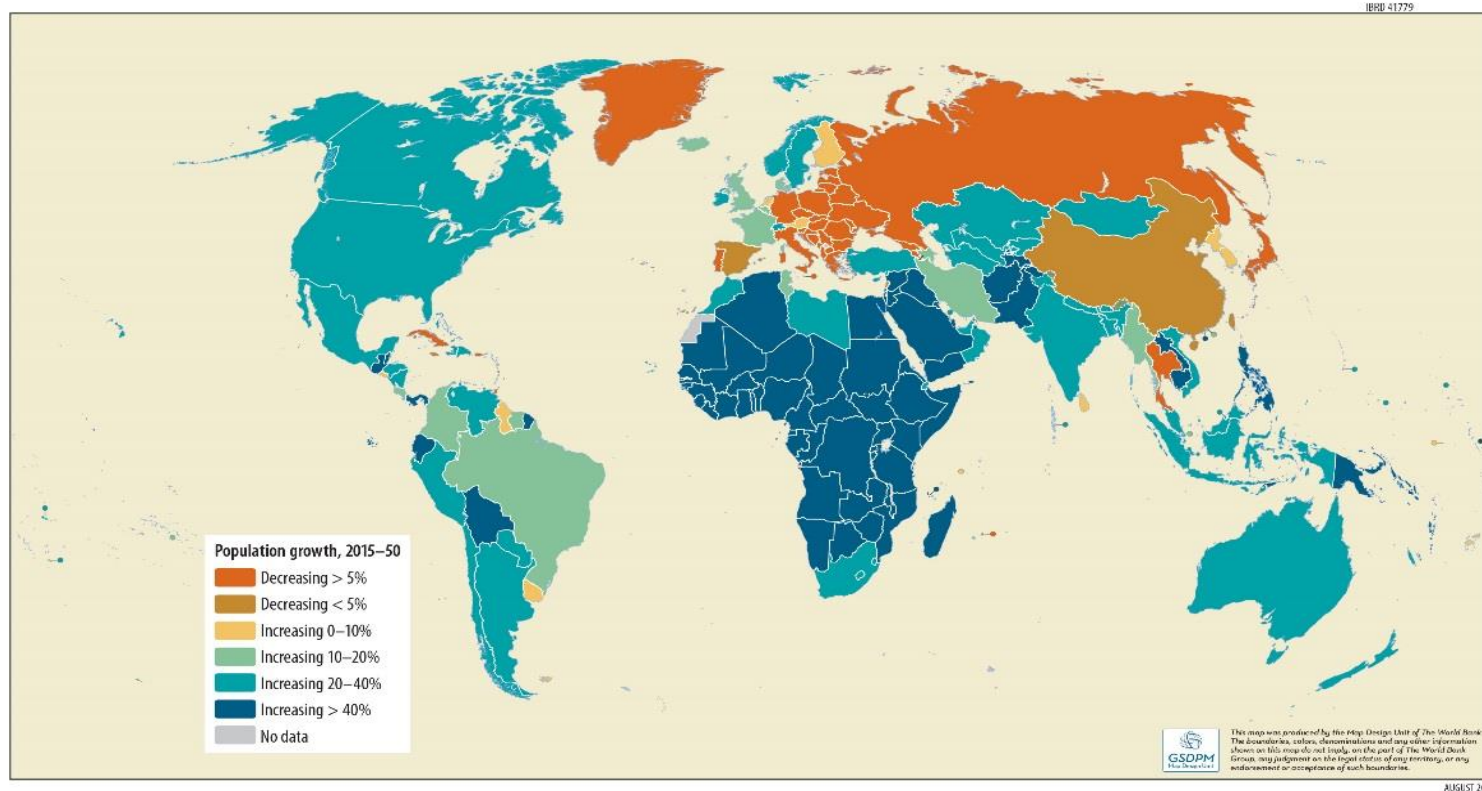 IBRD 41779
Population growth, 2015–50
Decreasing > 5%
Decreasing < 5%
Increasing 0–10%
Increasing 10–20%
Increasing 20–40%
Increasing > 40%
No data
GSDPM
Map Design Unit
This map was produced by the Map Design Unit of The World Bank.
The boundaries, colors, denominations and any other information
shown on this map do not imply, on the part of The World Bank
Group, any judgment on the legal status of any territory, or any
endorsement or acceptance of such boundaries.
AUGUST